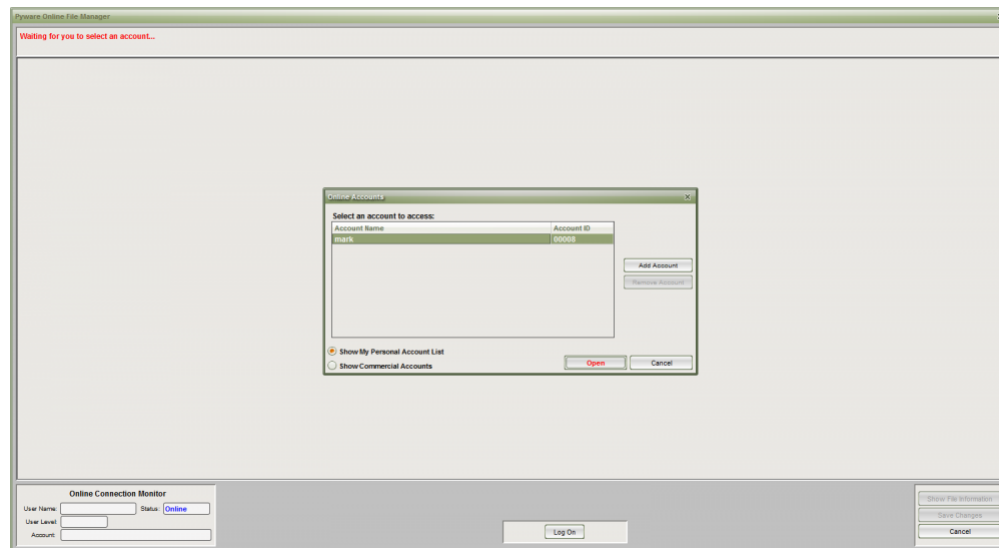 Pyware Online File Manager
Waiting for you to select an account...
Online Accounts
Select an account to access:
Account Name Account ID
mark 00008
Add Account
Remove Account
Show My Personal Account List
Show Commercial Accounts
Open Cancel
Online Connection Monitor
User Name: Status: Online
User Level:
Account:
Log On
Show File Information
Save Changes
Cancel